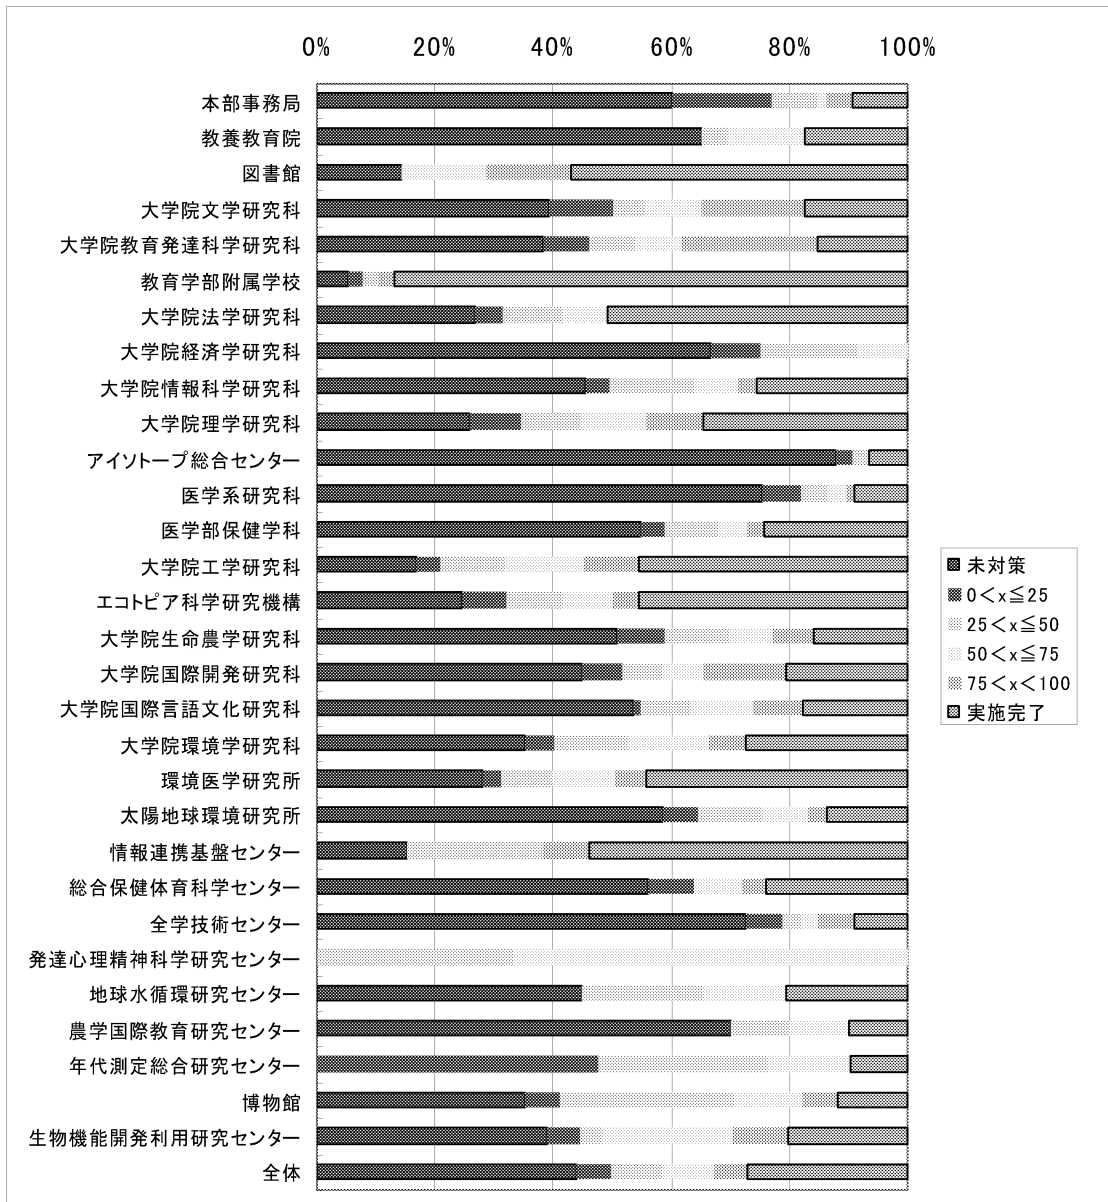 0% 20% 40% 60% 80% 100%
本部事務局
教養教育院
図書館
大学院文学研究科
大学院教育発達科学研究科
教育学部附属学校
大学院法学研究科
大学院経済学研究科
大学院情報科学研究科
大学院理学研究科
アイソトープ総合センター
医学系研究科
医学部保健学科
大学院工学研究科
エコトピア科学研究機構
大学院生命農学研究科
大学院国際開発研究科
大学院国際言語文化研究科
大学院環境学研究科
環境医学研究所
太陽地球環境研究所
情報連携基盤センター
総合保健体育科学センター
全学技術センター
発達心理精神科学研究センター
地球水循環研究センター
農学国際教育研究センター
年代測定総合研究センター
博物館
生物機能開発利用研究センター
全体
未対策
0<x≦25
25<x≦50
50<x≦75
75<x<100
実施完了